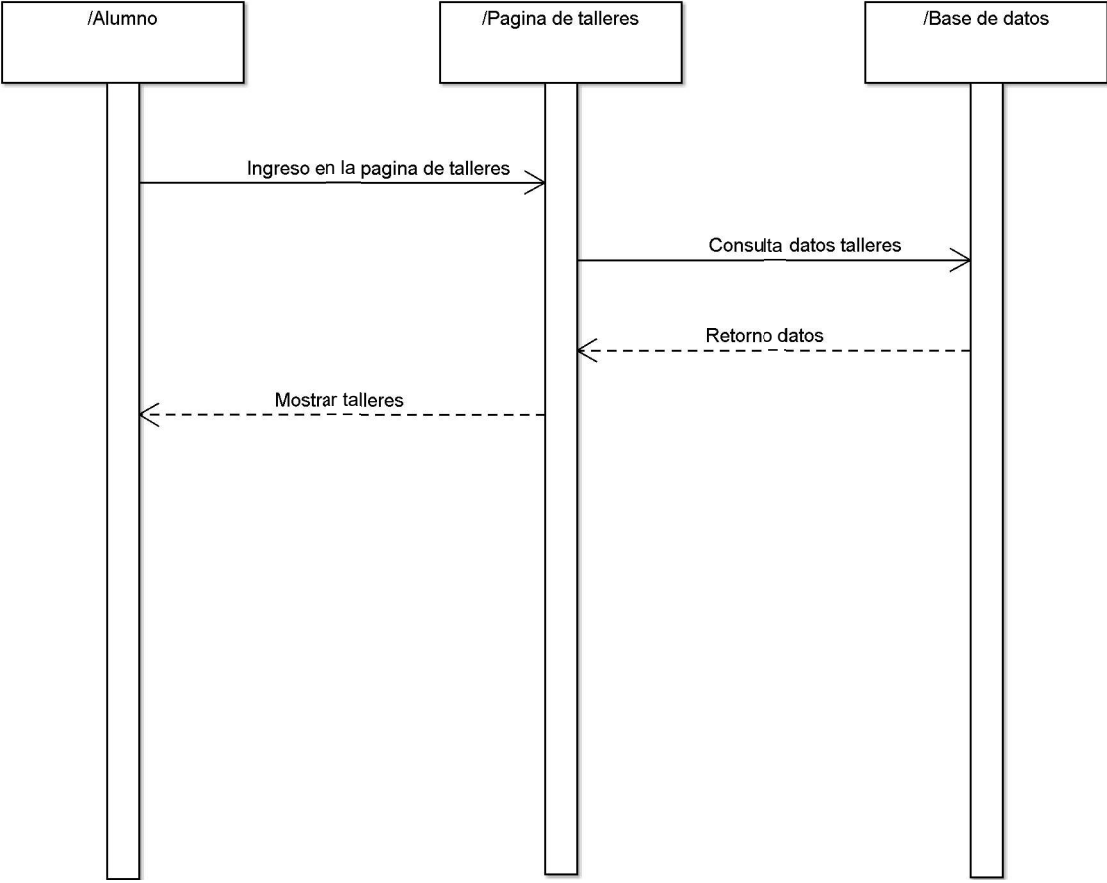 /Alumno
/Pagina de talleres
/Base de datos
Ingreso en la pagina de talleres
Consulta datos talleres
Retorno datos
Mostrar talleres